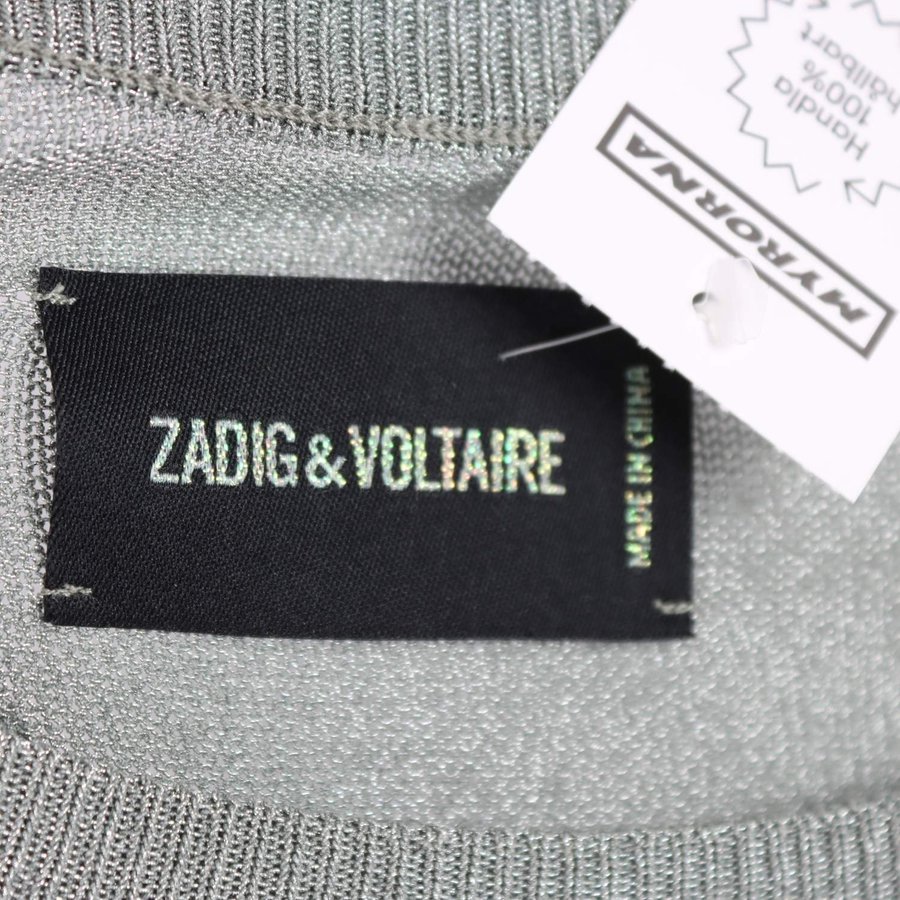 ZADIG&VOLTAIRE
MADE IN CHINA
MYRORNA
Handla
100%
hållbart